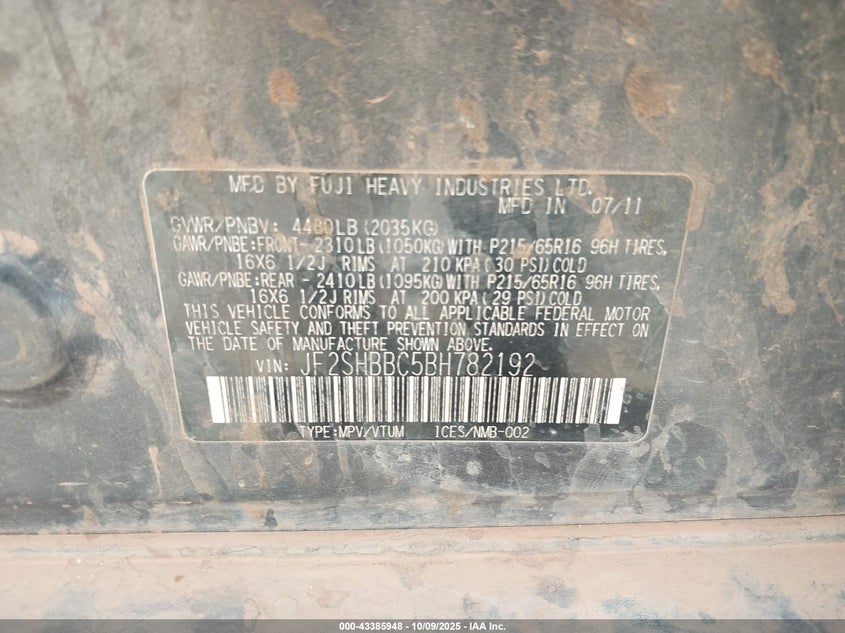 MFD BY FUJI HEAVY INDUSTRIES LTD.
MFD IN 07/11
GVWR/PNBV: 4480LB(2035KG)
GAWR/PNBE:FRONT-2310LB(1050KG)WITH P215/65R16 96H TIRES,
16X6 1/2J RIMS AT 210 KPA(30 PSI)COLD
GAWR/PNBE:REAR -2410LB(1095KG)WITH P215/65R16 96H TIRES,
16X6 1/2J RIMS AT 200 KPA(29 PSI)COLD
THIS VEHICLE CONFORMS TO ALL APPLICABLE FEDERAL MOTOR
VEHICLE SAFETY AND THEFT PREVENTION STANDARDS IN EFFECT ON
THE DATE OF MANUFACTURE SHOWN ABOVE.
VIN: JF2SHBBC5BH782192
TYPE:MPV/VTUM ICES/NMB-002
000-43385948 - 10/09/2025 - IAA Inc.